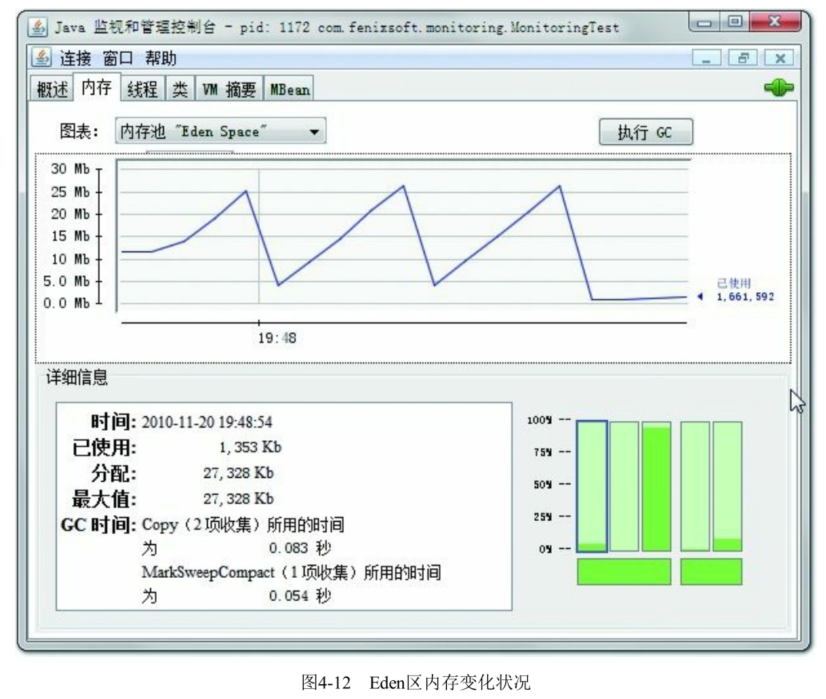 Java 监视和管理控制台 - pid: 1172 com.fenixsoft.monitoring.MonitoringTest
连接 窗口 帮助
概述 内存 线程 类 VM 摘要 MBean
图表: 内存池 "Eden Space" 执行 GC
30 Mb
25 Mb
20 Mb
15 Mb
10 Mb
5.0 Mb
0.0 Mb
已使用
1,661,592
19:48
详细信息
时间: 2010-11-20 19:48:54
已使用: 1,353 Kb
分配: 27,328 Kb
最大值: 27,328 Kb
GC 时间: Copy（2 项收集）所用的时间
为 0.083 秒
MarkSweepCompact（1 项收集）所用的时间
为 0.054 秒
100% --
75% --
50% --
25% --
0% --
图4-12 Eden区内存变化状况